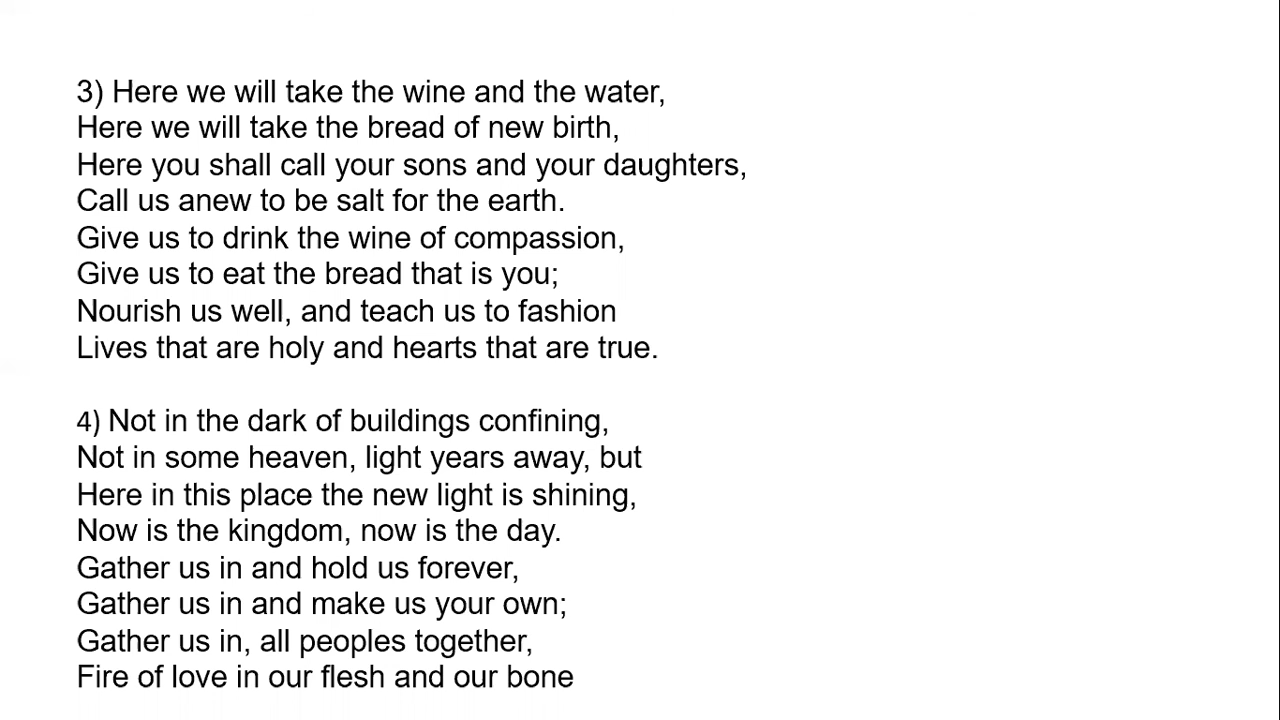 3) Here we will take the wine and the water,
Here we will take the bread of new birth,
Here you shall call your sons and your daughters,
Call us anew to be salt for the earth.
Give us to drink the wine of compassion,
Give us to eat the bread that is you;
Nourish us well, and teach us to fashion
Lives that are holy and hearts that are true.
4) Not in the dark of buildings confining,
Not in some heaven, light years away, but
Here in this place the new light is shining,
Now is the kingdom, now is the day.
Gather us in and hold us forever,
Gather us in and make us your own;
Gather us in, all peoples together,
Fire of love in our flesh and our bone